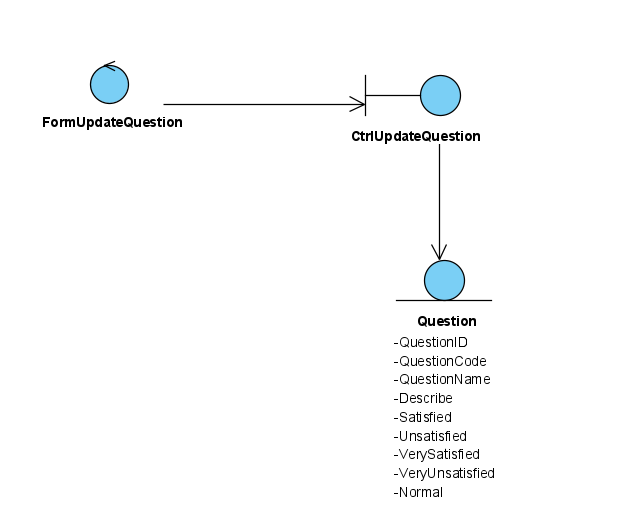 FormUpdateQuestion
CtrlUpdateQuestion
Question
-QuestionID
-QuestionCode
-QuestionName
-Describe
-Satisfied
-Unsatisfied
-VerySatisfied
-VeryUnsatisfied
-Normal